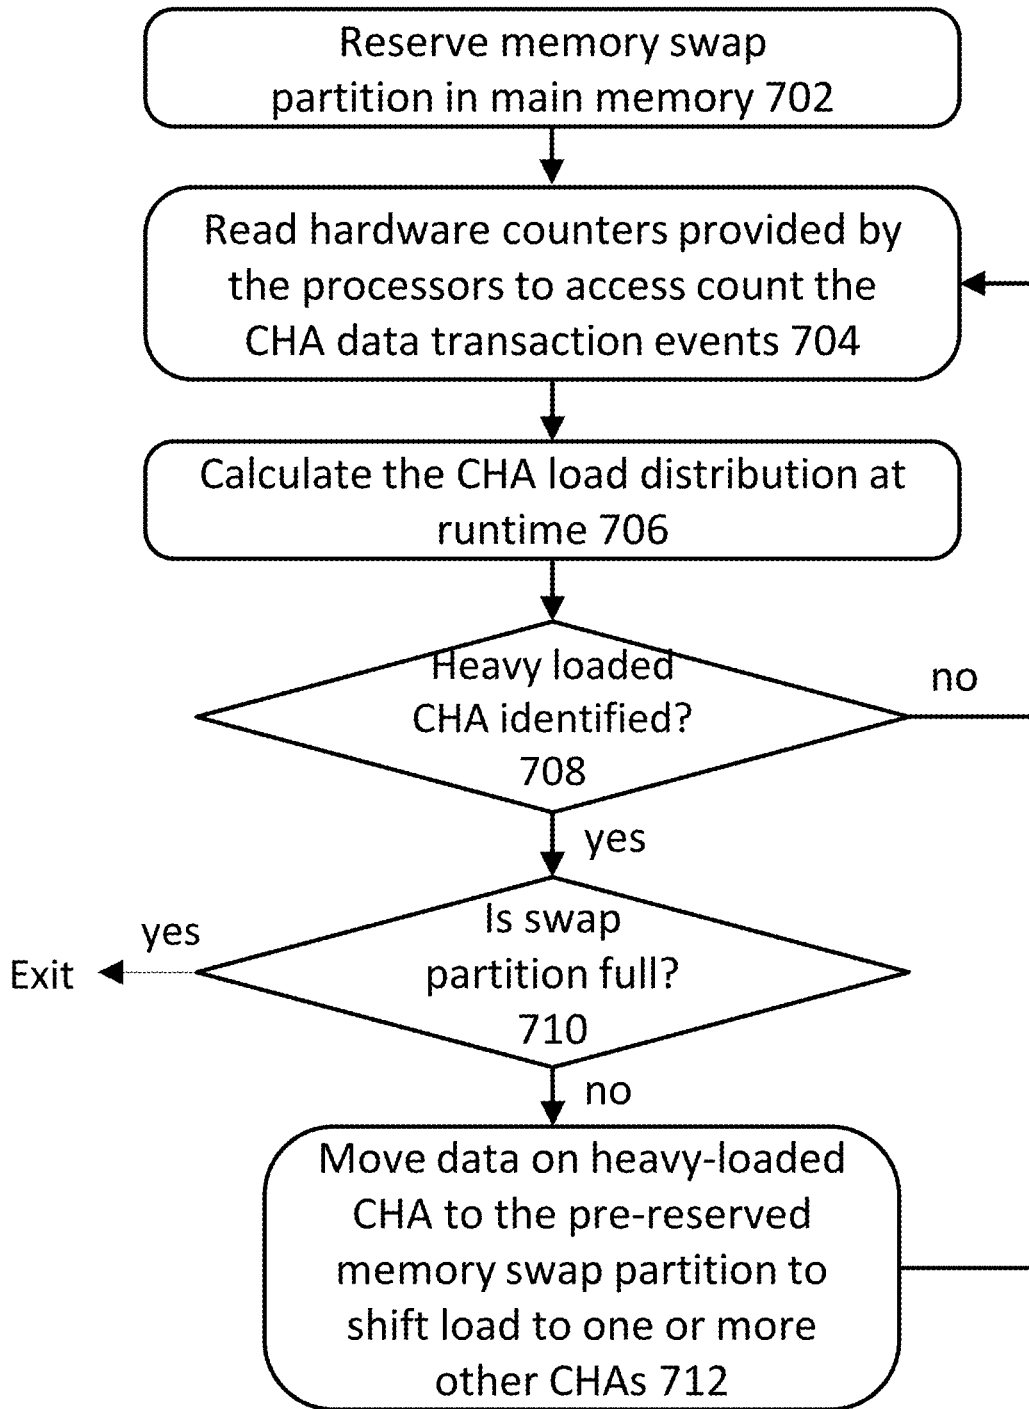 Reserve memory swap
partition in main memory 702
Read hardware counters provided by
the processors to access count the
CHA data transaction events 704
Calculate the CHA load distribution at
runtime 706
Heavy loaded
CHA identified?
708
no
yes
Is swap
partition full?
710
yes
Exit
no
Move data on heavy-loaded
CHA to the pre-reserved
memory swap partition to
shift load to one or more
other CHAs 712